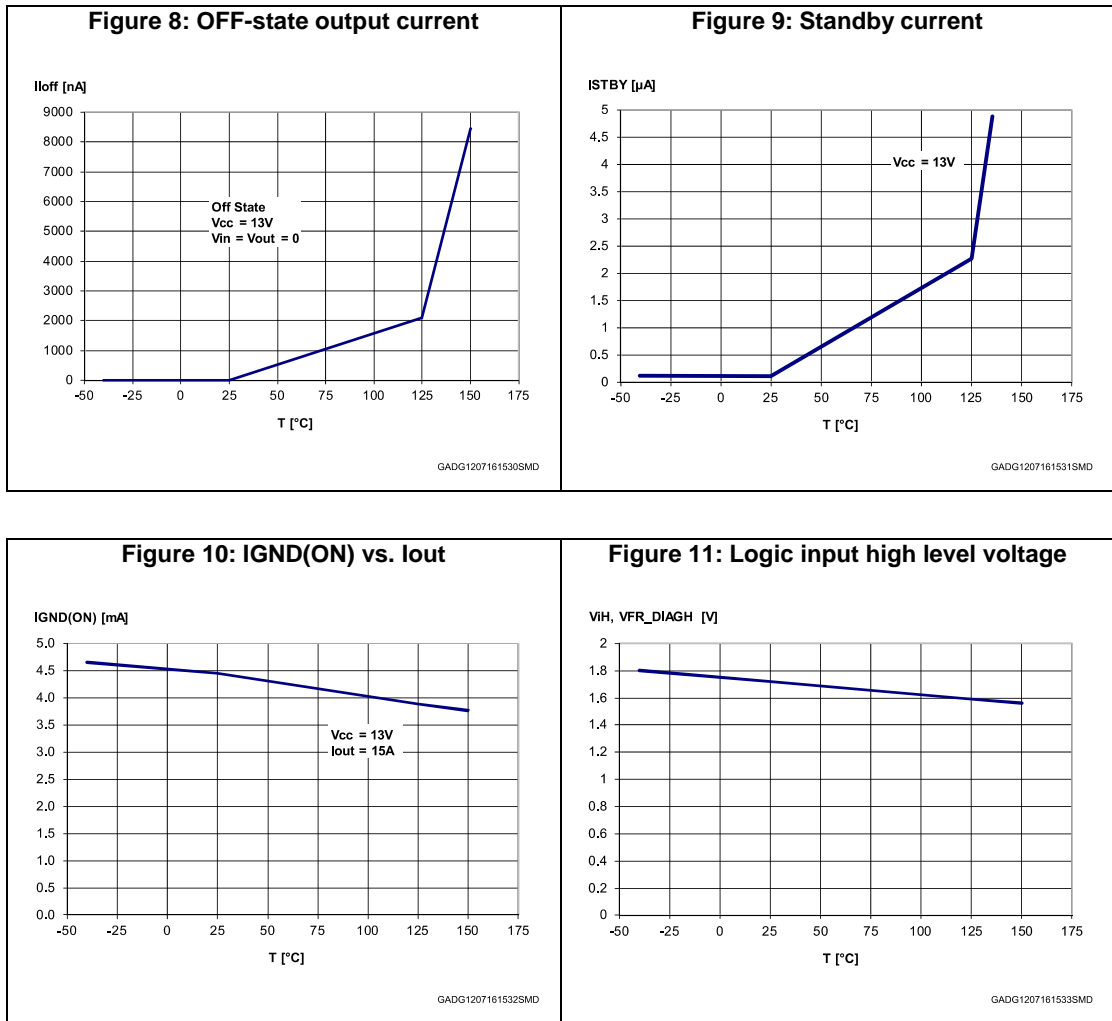 Figure 8: OFF-state output current
Iloff [nA]
9000
8000
7000
6000
5000
4000
3000
2000
1000
0
Off State
Vcc = 13V
Vin = Vout = 0
-50 -25 0 25 50 75 100 125 150 175
T [°C]
GADG1207161530SMD
Figure 9: Standby current
ISTBY [µA]
5
4.5
4
3.5
3
2.5
2
1.5
1
0.5
0
Vcc = 13V
-50 -25 0 25 50 75 100 125 150 175
T [°C]
GADG1207161531SMD
Figure 10: IGND(ON) vs. Iout
IGND(ON) [mA]
5.0
4.5
4.0
3.5
3.0
2.5
2.0
1.5
1.0
0.5
0.0
Vcc = 13V
Iout = 15A
-50 -25 0 25 50 75 100 125 150 175
T [°C]
GADG1207161532SMD
Figure 11: Logic input high level voltage
ViH, VFR_DIAGH [V]
2
1.8
1.6
1.4
1.2
1
0.8
0.6
0.4
0.2
0
-50 -25 0 25 50 75 100 125 150 175
T [°C]
GADG1207161533SMD